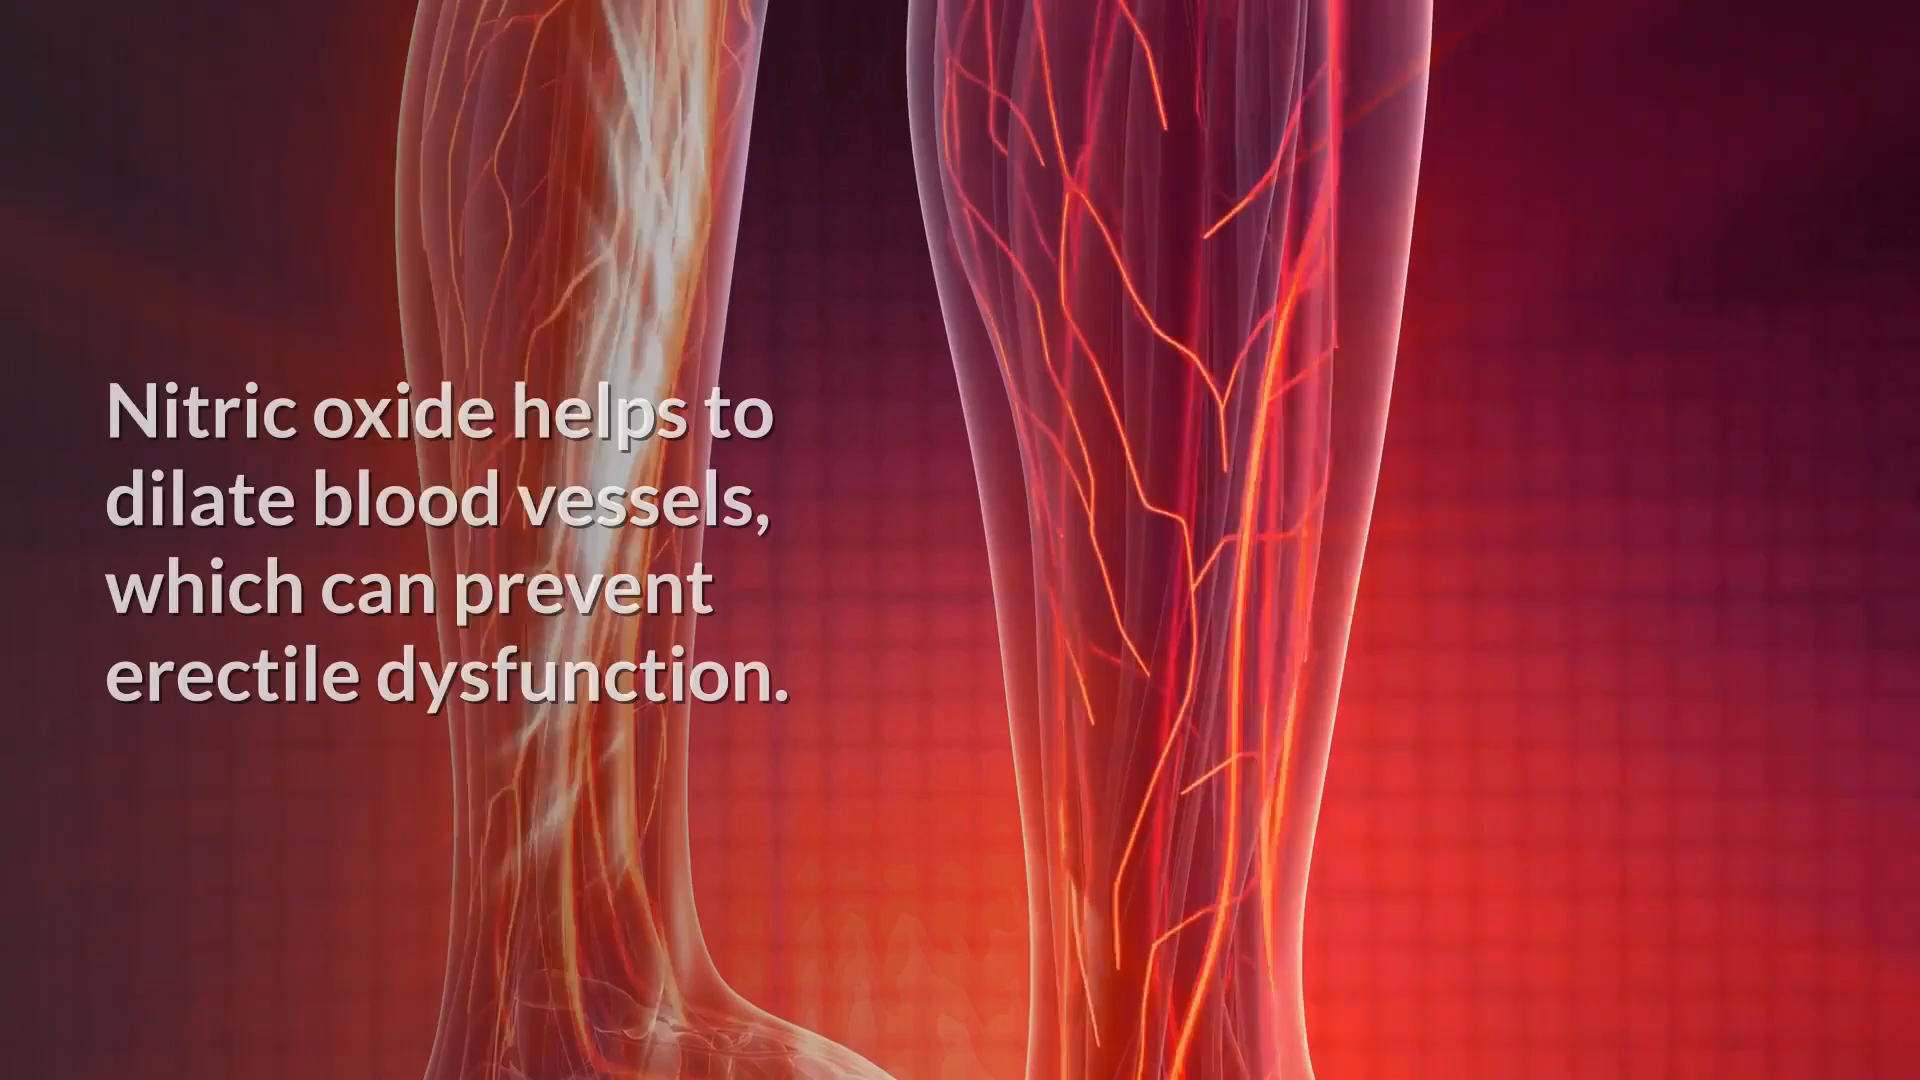 Nitric oxide helps to
dilate blood vessels,
which can prevent
erectile dysfunction.